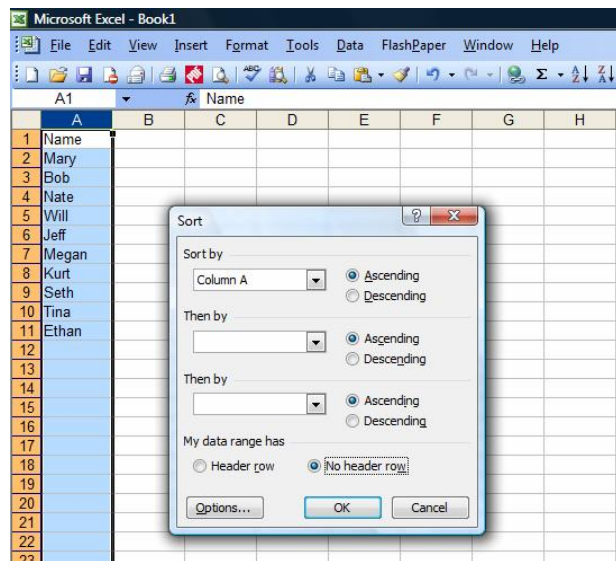 Microsoft Excel - Book1
File Edit View Insert Format Tools Data FlashPaper Window Help
A1 fx Name
A B C D E F G H
1 Name
2 Mary
3 Bob
4 Nate
5 Will
6 Jeff
7 Megan
8 Kurt
9 Seth
10 Tina
11 Ethan
12
13
14
15
16
17
18
19
20
21
22
23
Sort
Sort by
Column A
Ascending
Descending
Then by
Ascending
Descending
Then by
Ascending
Descending
My data range has
Header row No header row
Options... OK Cancel